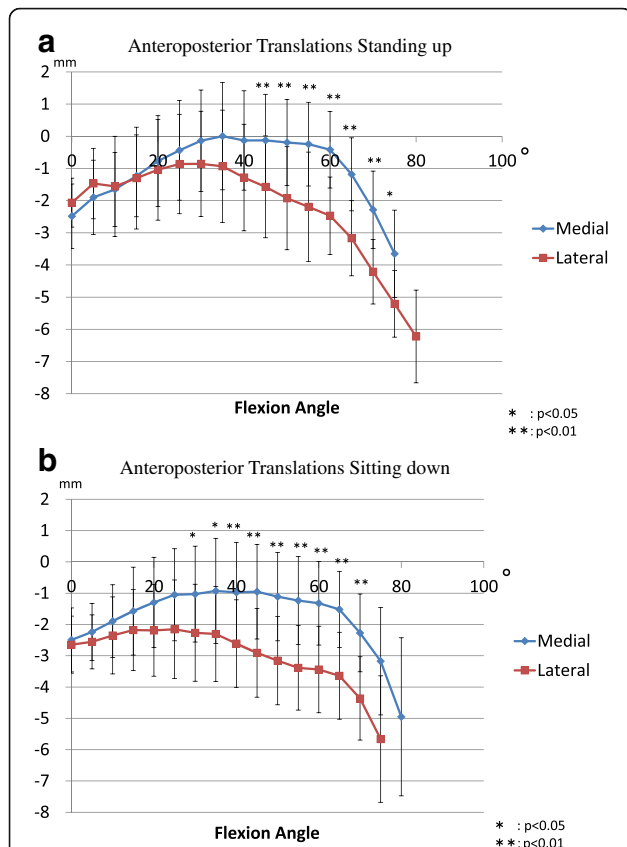 a
Anteroposterior Translations Standing up
mm
2
1
0
-1
-2
-3
-4
-5
-6
-7
-8
0 20 40 60 80 100 °
** ** ** ** ** ** *
Medial
Lateral
Flexion Angle
* : p<0.05
**: p<0.01
b
Anteroposterior Translations Sitting down
mm
2
1
0
-1
-2
-3
-4
-5
-6
-7
-8
0 20 40 60 80 100 °
* * ** ** ** ** ** **
Medial
Lateral
Flexion Angle
* : p<0.05
**: p<0.01